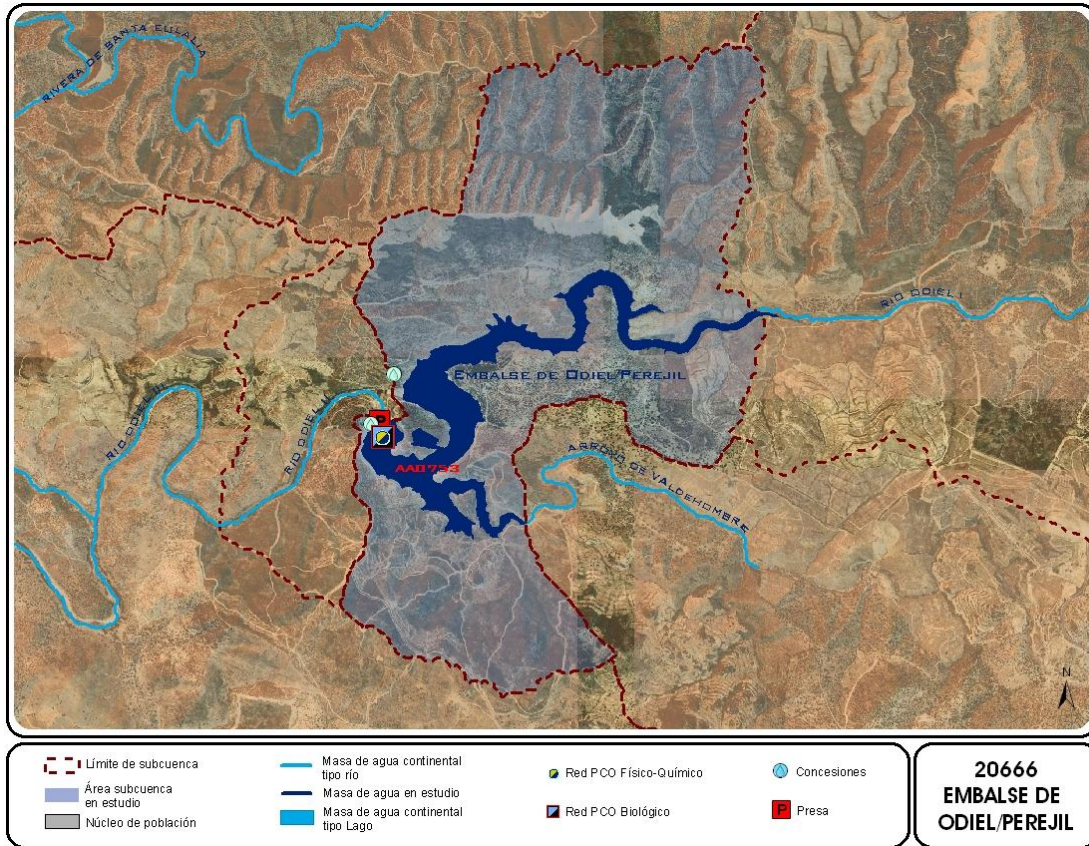 RIVERA DE SANTA EULALIA
RIO ODIEL I
EMBALSE DE ODIEL/PEREJIL
RIO ODIEL II
P
AA0793
ARROYO DE VALDEHOMBRE
N
Límite de subcuenca
Área subcuenca
en estudio
Núcleo de población
Masa de agua continental
tipo río
Masa de agua en estudio
Masa de agua continental
tipo Lago
Red PCO Físico-Químico
Red PCO Biológico
Concesiones
P Presa
20666
EMBALSE DE
ODIEL/PEREJIL